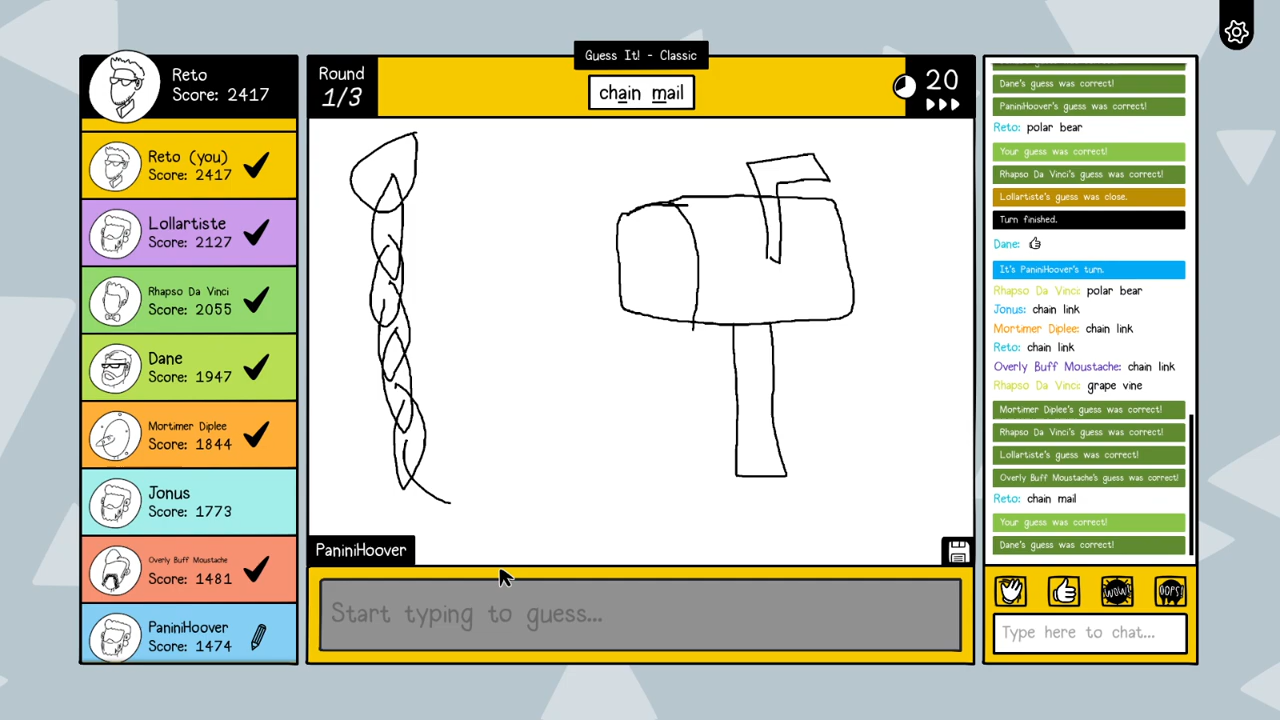 Reto
Score: 2417
Reto (you)
Score: 2417
Lollartiste
Score: 2127
Rhapso Da Vinci
Score: 2055
Dane
Score: 1947
Mortimer Diplee
Score: 1844
Jonus
Score: 1773
Overly Buff Moustache
Score: 1481
PaniniHoover
Score: 1474
Round
1/3
Guess It! - Classic
chain mail
20
PaniniHoover
Start typing to guess...
Dane's guess was correct!
PaniniHoover's guess was correct!
Reto: polar bear
Your guess was correct!
Rhapso Da Vinci's guess was correct!
Lollartiste's guess was close.
Turn finished.
Dane:
It's PaniniHoover's turn.
Rhapso Da Vinci: polar bear
Jonus: chain link
Mortimer Diplee: chain link
Reto: chain link
Overly Buff Moustache: chain link
Rhapso Da Vinci: grape vine
Mortimer Diplee's guess was correct!
Rhapso Da Vinci's guess was correct!
Lollartiste's guess was correct!
Overly Buff Moustache's guess was correct!
Reto: chain mail
Your guess was correct!
Dane's guess was correct!
WOW!
OOPS!
Type here to chat...